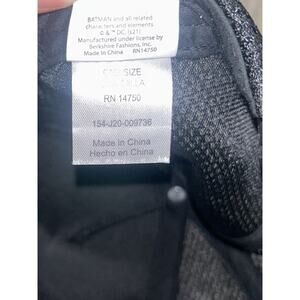 BATMAN and all related
characters and elements
© & ™ DC. (s21)
Manufactured under license by
Berkshire Fashions, Inc.
Made in China RN14750
SIZE
RN 14750
154-J20-009736
Made in China
Hecho en China